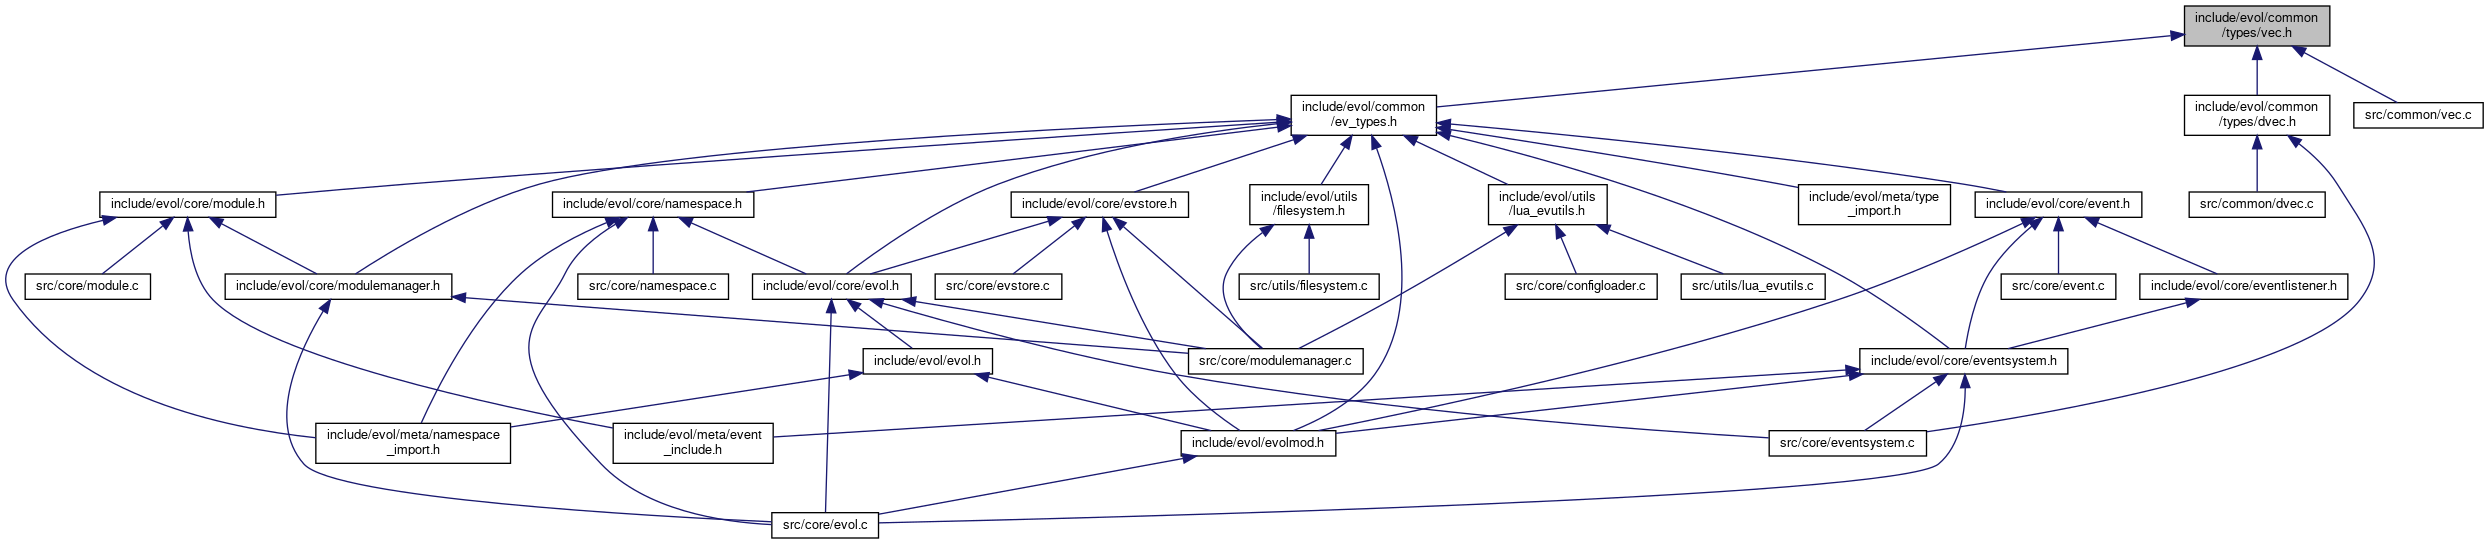 include/evol/common
/types/vec.h
include/evol/common
/ev_types.h
include/evol/common
/types/dvec.h
src/common/vec.c
include/evol/core/module.h
include/evol/core/namespace.h
include/evol/core/evstore.h
include/evol/utils
/filesystem.h
include/evol/utils
/lua_evutils.h
include/evol/meta/type
_import.h
include/evol/core/event.h
src/common/dvec.c
src/core/module.c
include/evol/core/modulemanager.h
src/core/namespace.c
include/evol/core/evol.h
src/core/evstore.c
src/utils/filesystem.c
src/core/configloader.c
src/utils/lua_evutils.c
src/core/event.c
include/evol/core/eventlistener.h
include/evol/evol.h
src/core/modulemanager.c
include/evol/core/eventsystem.h
include/evol/meta/namespace
_import.h
include/evol/meta/event
_include.h
include/evol/evolmod.h
src/core/eventsystem.c
src/core/evol.c